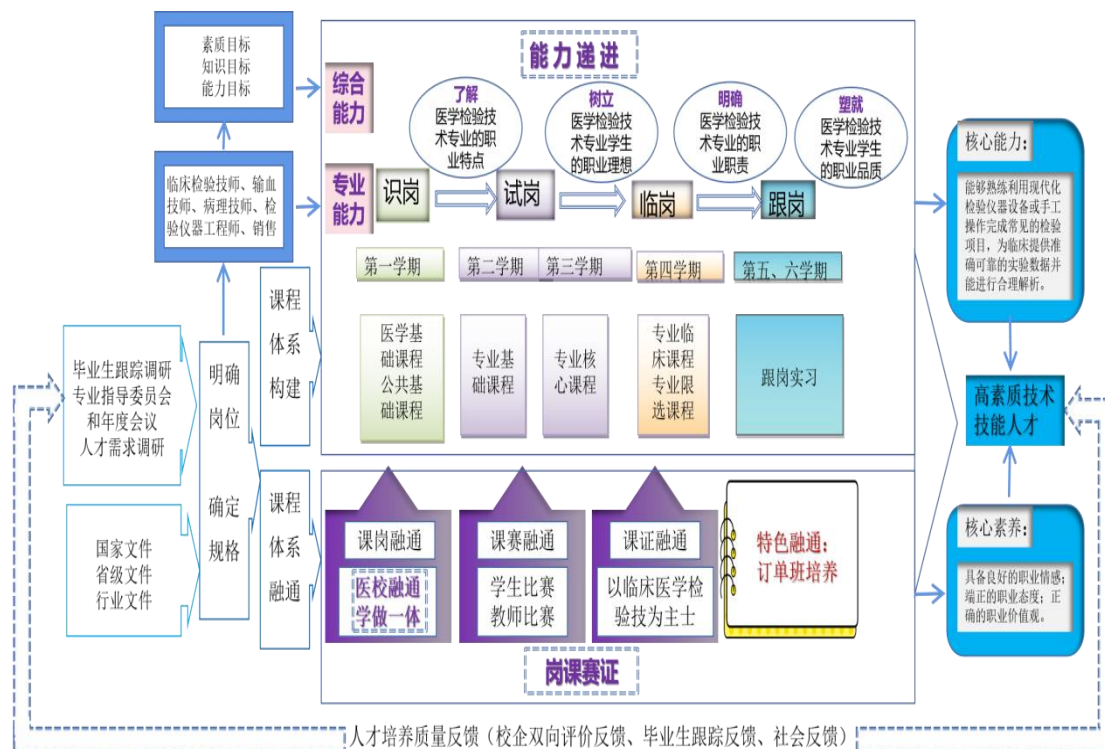 素质目标
知识目标
能力目标
临床检验技师、输血
技师、病理技师、检
验仪器工程师、销售
毕业生跟踪调研
专业指导委员会
和年度会议
人才需求调研
国家文件
省级文件
行业文件
明确
岗位
确定
规格
课程
体系
构建
课程
体系
融通
能力递进
综合
能力
了解
医学检验技
术专业的职
业特点
树立
医学检验技
术专业学生
的职业理想
明确
医学检验技
术专业的职
业职责
塑就
医学检验技
术专业学生
的职业品质
专业
能力
识岗
试岗
临岗
跟岗
第一学期
第二学期
第三学期
第四学期
第五、六学期
医学基
础课程
公共基
础课程
专业基
础课程
专业核
心课程
专业临
床课程
专业限
选课程
跟岗实习
课岗融通
医校融通
学做一体
课赛融通
学生比赛
教师比赛
课证融通
以临床医学检
验技为主士
特色融通：
订单班培养
岗课赛证
核心能力：
能够熟练利用现代化
检验仪器设备或手工
操作完成常见的检验
项目，为临床提供准
确可靠的实验数据并
能进行合理解析。
高素质技术
技能人才
核心素养：
具备良好的职业情感；
端正的职业态度；正
确的职业价值观。
人才培养质量反馈（校企双向评价反馈、毕业生跟踪反馈、社会反馈）